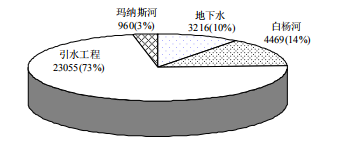 玛纳斯河
960(3%)
地下水
3216(10%)
白杨河
4469(14%)
引水工程
23055(73%)